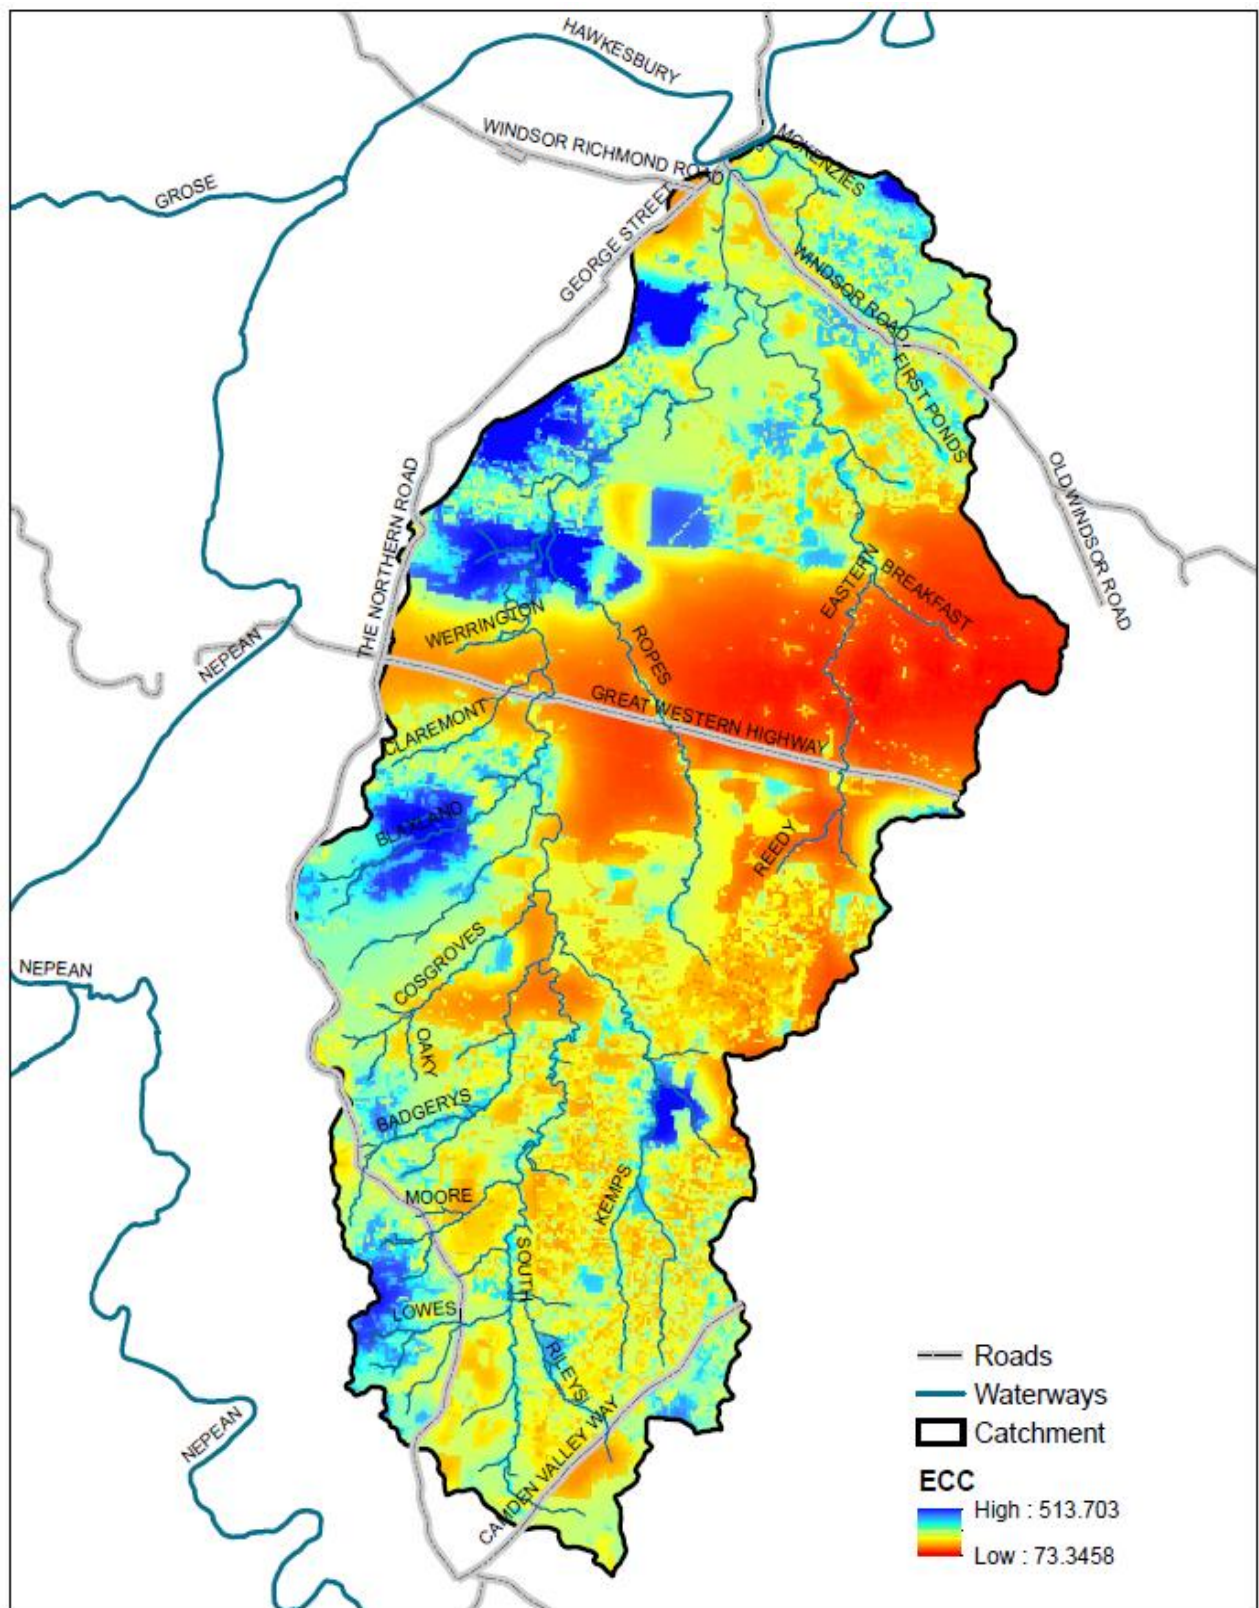 HAWKESBURY
WINDSOR RICHMOND ROAD
MCKENZIES
GROSE
GEORGE STREET
WINDSOR ROAD
FIRST PONDS
OLD WINDSOR ROAD
THE NORTHERN ROAD
EASTERN
BREAKFAST
WERRINGTON
ROPES
NEPEAN
GREAT WESTERN HIGHWAY
CLAREMONT
BLAXLAND
REEDY
COSGROVES
NEPEAN
OAKY
BADGERYS
MOORE
KEMPS
SOUTH
LOWES
RILEYS
NEPEAN
CAMDEN VALLEY WAY
Roads
Waterways
Catchment
ECC
High : 513.703
Low : 73.3458